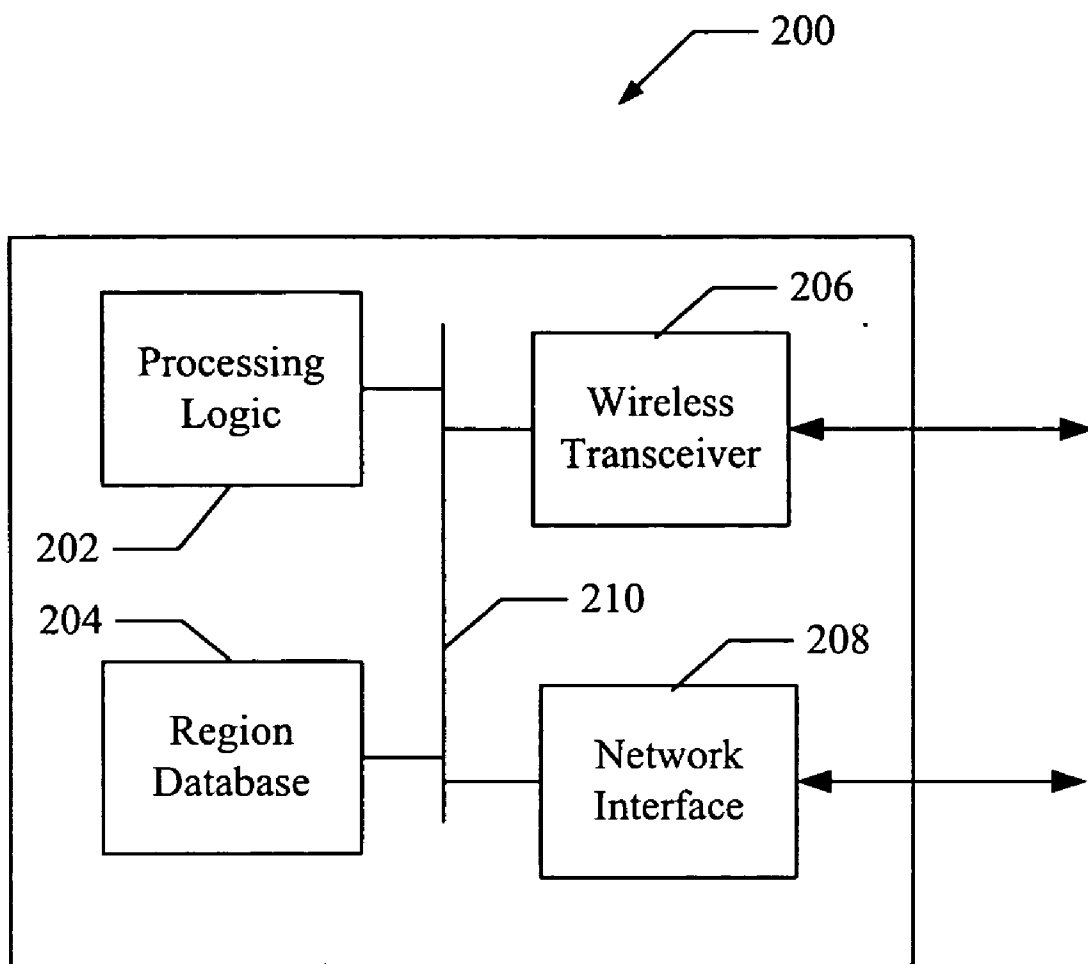 200
206
Processing
Logic
Wireless
Transceiver
202
210
204
208
Region
Database
Network
Interface